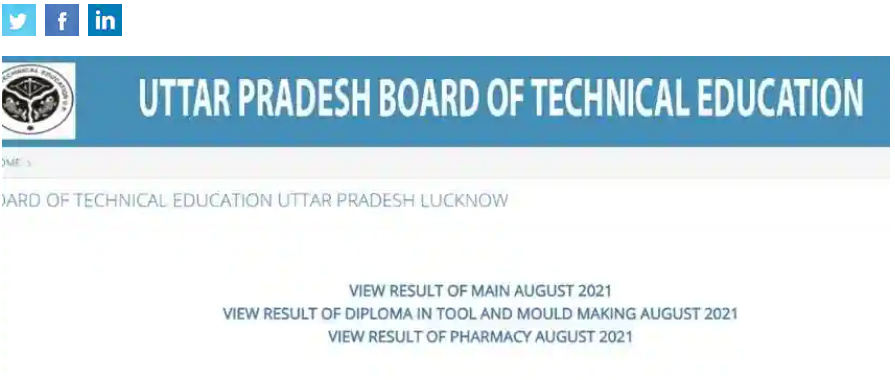 f
in
UTTAR PRADESH BOARD OF TECHNICAL EDUCATION
OME >
OARD OF TECHNICAL EDUCATION UTTAR PRADESH LUCKNOW
VIEW RESULT OF MAIN AUGUST 2021
VIEW RESULT OF DIPLOMA IN TOOL AND MOULD MAKING AUGUST 2021
VIEW RESULT OF PHARMACY AUGUST 2021